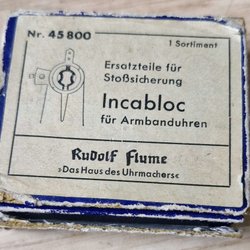 Nr. 45 800
1 Sortiment
Ersatzteile für
Stoßsicherung
Incabloc
für Armbanduhren
Rudolf Flume
»Das Haus des Uhrmachers«